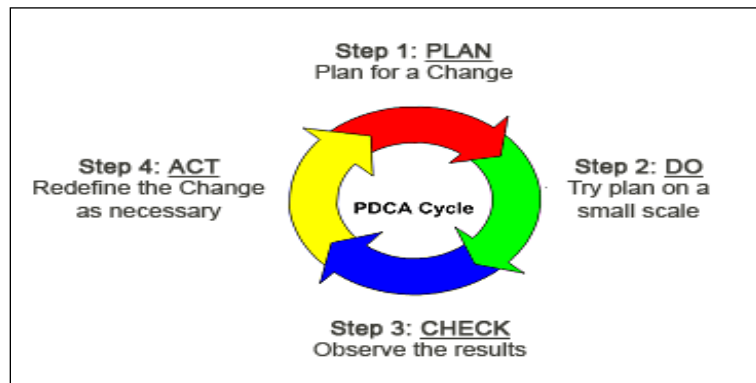 Step 1: PLAN
Plan for a Change
Step 4: ACT
Redefine the Change
as necessary
PDCA Cycle
Step 2: DO
Try plan on a
small scale
Step 3: CHECK
Observe the results